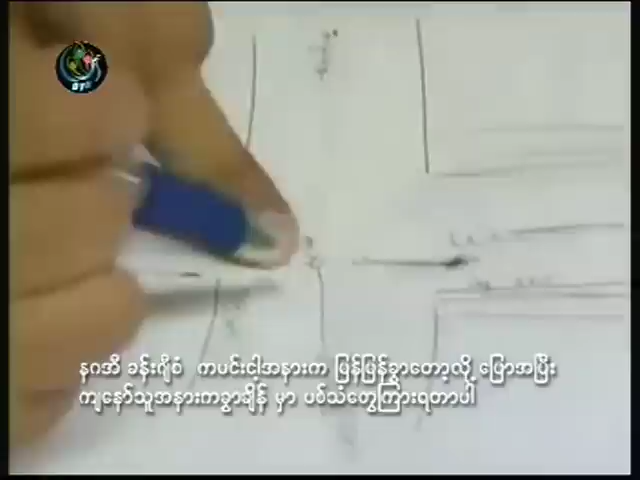 နဂအီ ခန်းဂျီစံ ကပင်းငါ့အနားက မြန်မြန်ခွာတော့လို့ ပြောအပြီး
ကျနော်သူအနားကခွာချိန် မှာ ပစ်သံတွေကြားရတာပါ